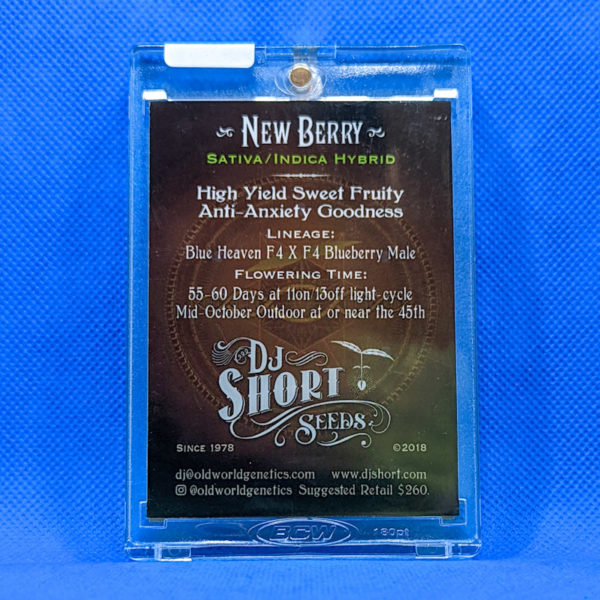 New Berry
Sativa/Indica Hybrid
High Yield Sweet Fruity
Anti-Anxiety Goodness
Lineage:
Blue Heaven F4 X F4 Blueberry Male
Flowering Time:
55-60 Days at 11on/13off light-cycle
Mid-October Outdoor at or near the 45th
DJ
Short
Seeds
Since 1978 ©2018
dj@oldworldgenetics.com www.djshort.com
@oldworldgenetics Suggested Retail $260.
BCW 180pt